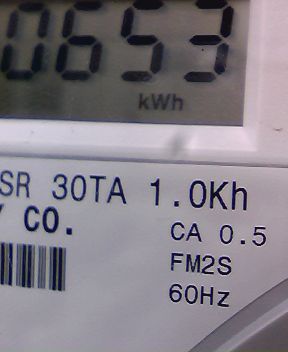 0653
kWh
SR 30TA 1.0Kh
CO.
CA 0.5
FM2S
60Hz